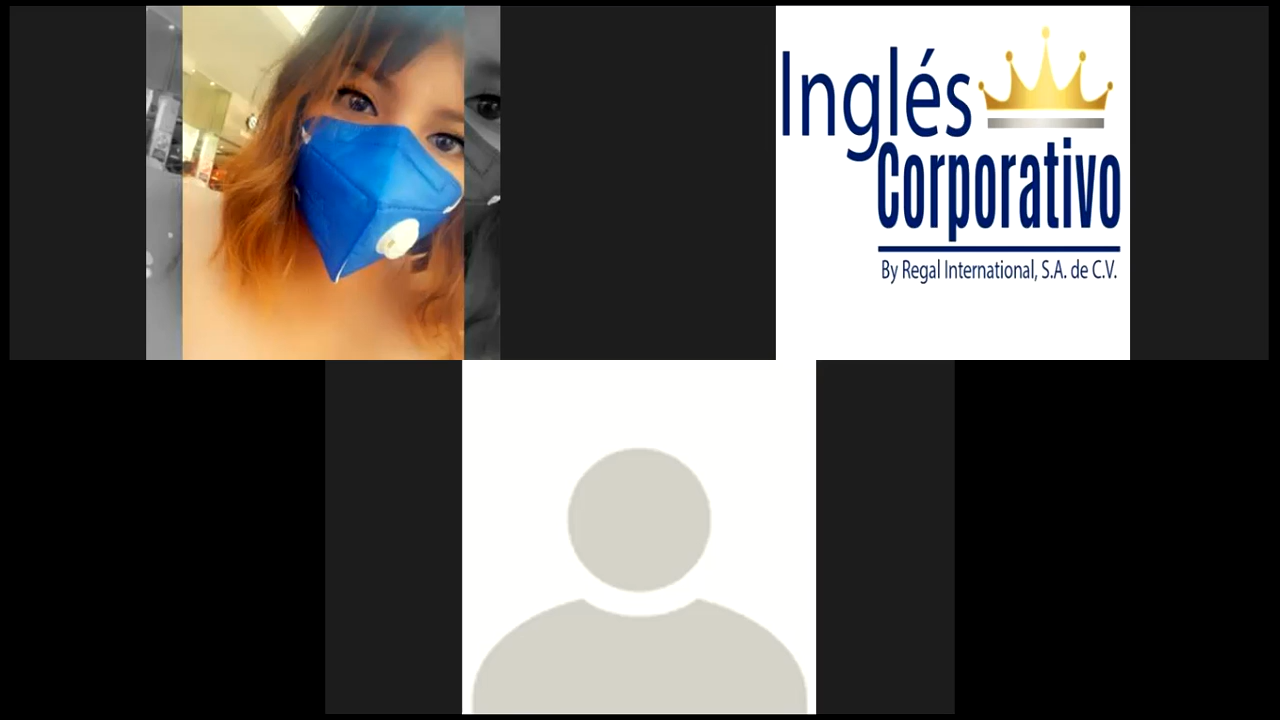 Inglés
Corporativo
By Regal International, S.A. de C.V.